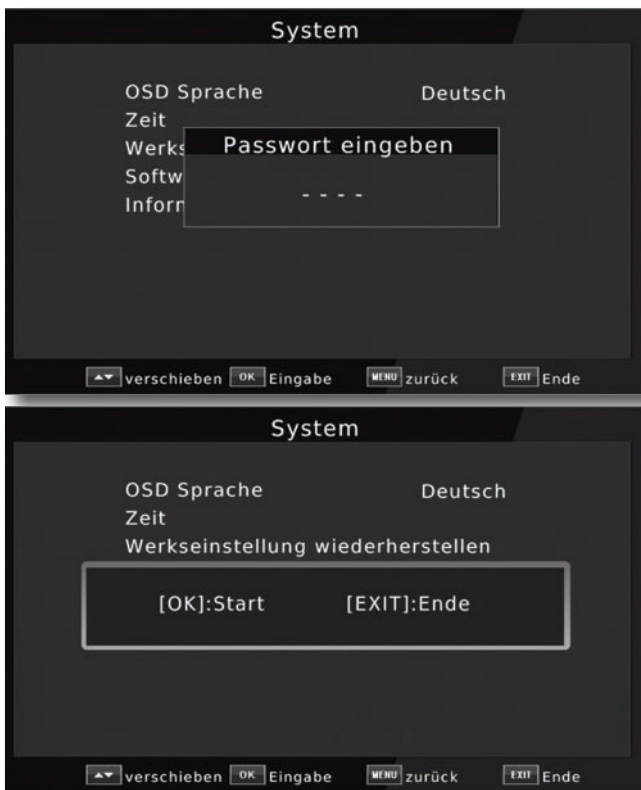 System
OSD Sprache Deutsch
Zeit
Werks
Softw
Inforn
Passwort eingeben
- - - -
verschieben OK Eingabe MENU zurück EXIT Ende
System
OSD Sprache Deutsch
Zeit
Werkseinstellung wiederherstellen
[OK]:Start [EXIT]:Ende
verschieben OK Eingabe MENU zurück EXIT Ende